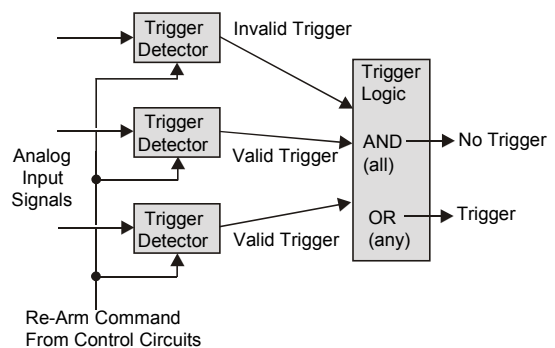 Trigger
Detector
Invalid Trigger
Trigger
Logic
Trigger
Detector
Valid Trigger
AND
(all)
No Trigger
Analog
Input
Signals
Trigger
Detector
Valid Trigger
OR
(any)
Trigger
Re-Arm Command
From Control Circuits